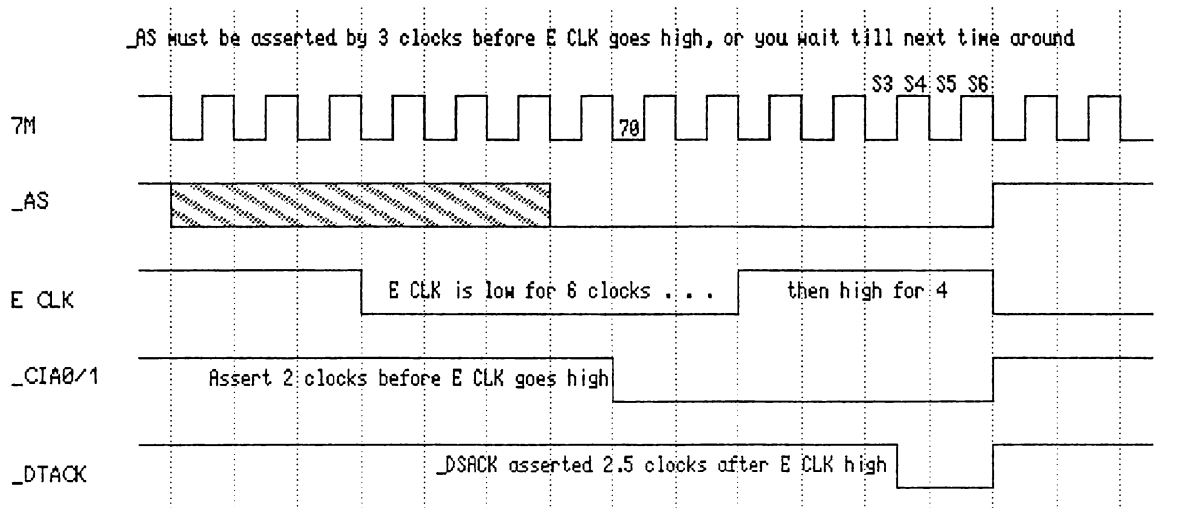 _AS must be asserted by 3 clocks before E CLK goes high, or you wait till next time around
S3 S4 S5 S6
7M
70
_AS
E CLK
E CLK is low for 6 clocks . . .
then high for 4
_CIA0/1
Assert 2 clocks before E CLK goes high
_DTACK
_DSACK asserted 2.5 clocks after E CLK high